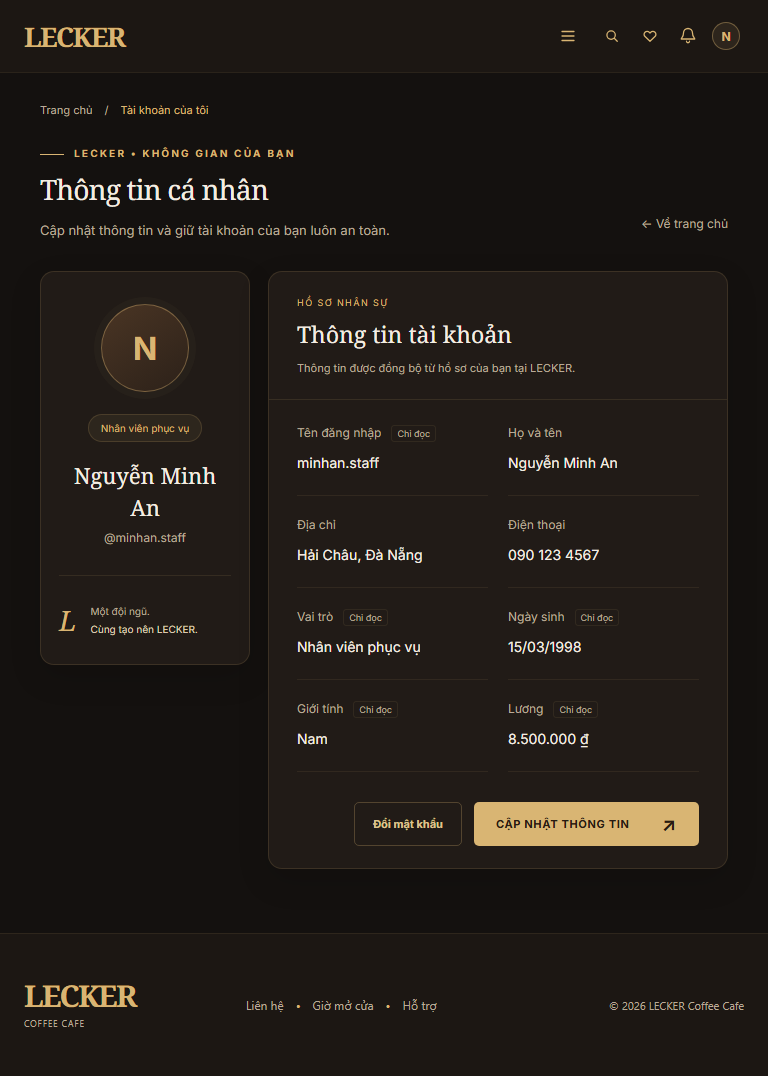 LECKER
N
Trang chủ / Tài khoản của tôi
LECKER • KHÔNG GIAN CỦA BẠN
Thông tin cá nhân
Cập nhật thông tin và giữ tài khoản của bạn luôn an toàn.
← Về trang chủ
N
Nhân viên phục vụ
Nguyễn Minh
An
@minhan.staff
L
Một đội ngũ.
Cùng tạo nên LECKER.
HỒ SƠ NHÂN SỰ
Thông tin tài khoản
Thông tin được đồng bộ từ hồ sơ của bạn tại LECKER.
Tên đăng nhập Chỉ đọc
minhan.staff
Họ và tên
Nguyễn Minh An
Địa chỉ
Hải Châu, Đà Nẵng
Điện thoại
090 123 4567
Vai trò Chỉ đọc
Nhân viên phục vụ
Ngày sinh Chỉ đọc
15/03/1998
Giới tính Chỉ đọc
Nam
Lương Chỉ đọc
8.500.000 ₫
Đổi mật khẩu
CẬP NHẬT THÔNG TIN
LECKER
COFFEE CAFE
Liên hệ • Giờ mở cửa • Hỗ trợ
© 2026 LECKER Coffee Cafe